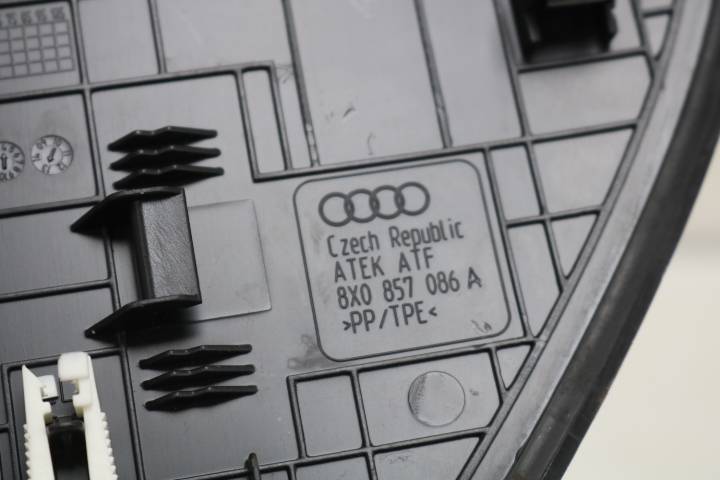 Czech Republic
ATEK ATF
8X0 857 086 A
>PP/TPE<